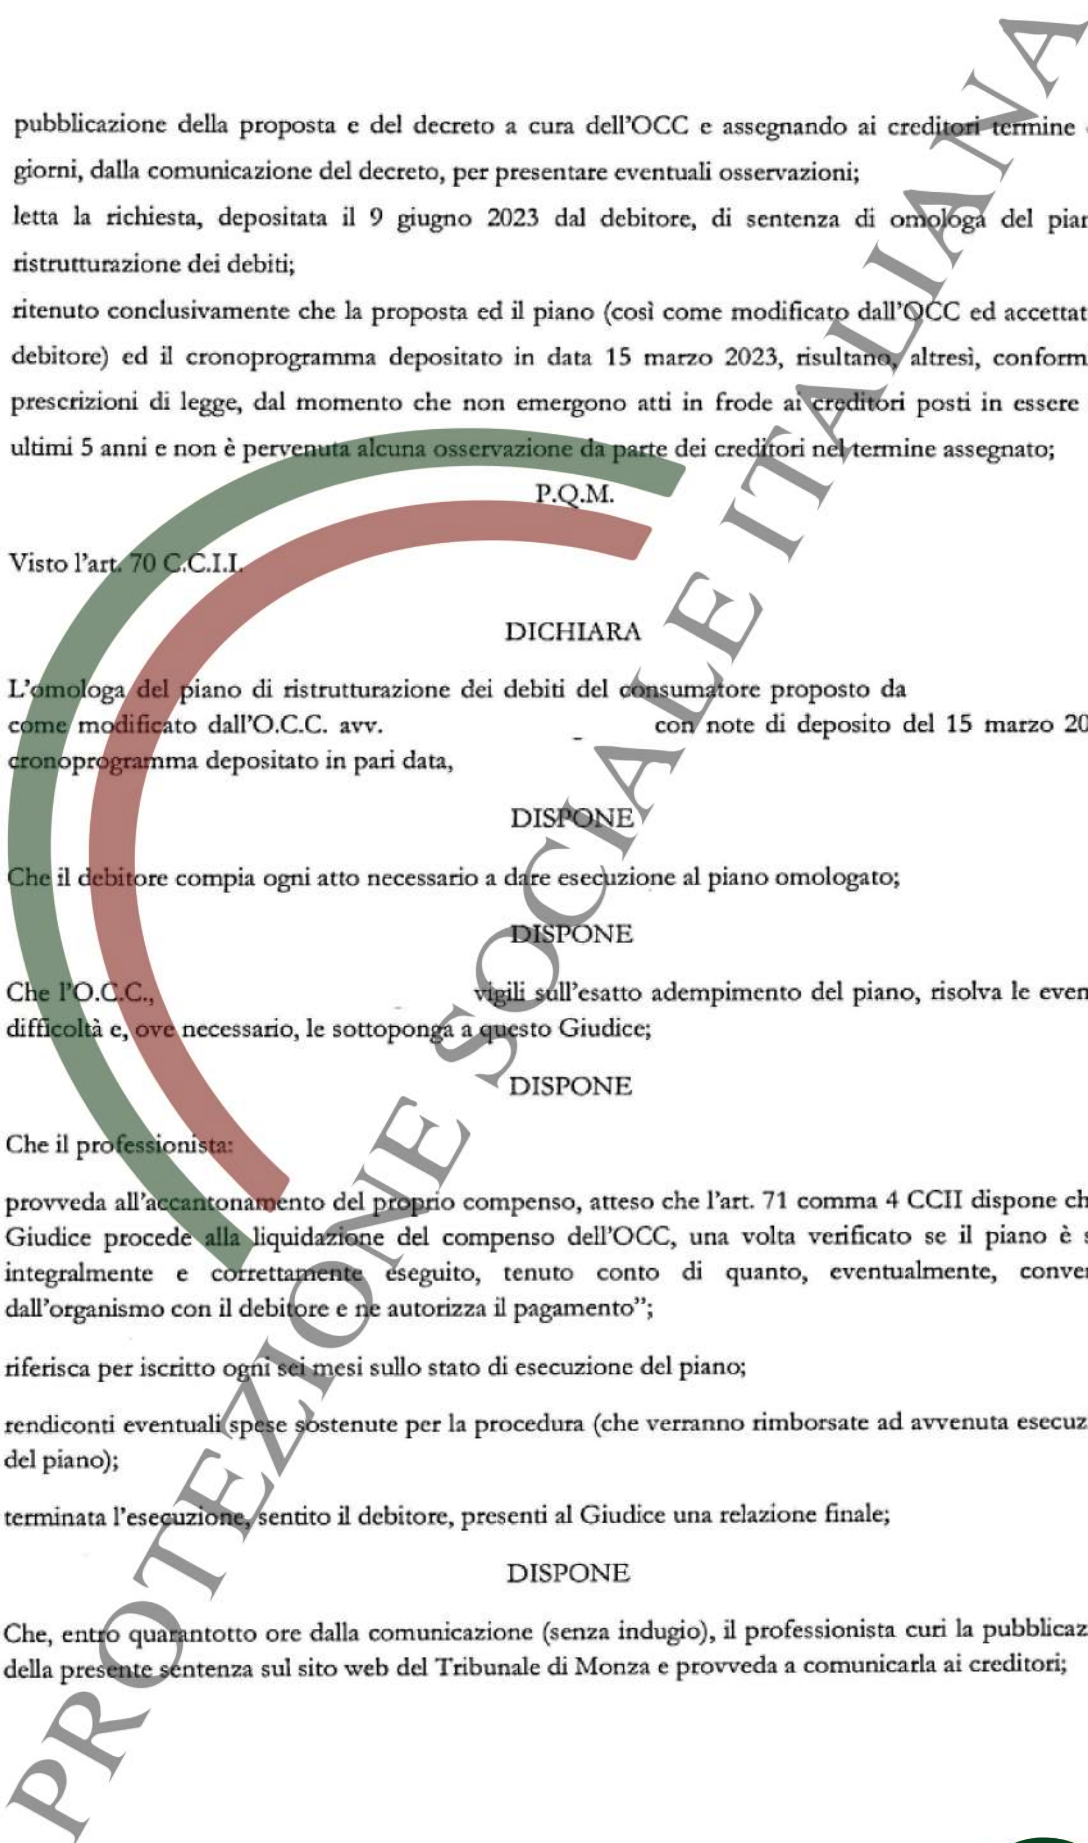 pubblicazione della proposta e del decreto a cura dell'OCC e assegnando ai creditori termine
giorni, dalla comunicazione del decreto, per presentare eventuali osservazioni;
letta la richiesta, depositata il 9 giugno 2023 dal debitore, di sentenza di omologa del
ristrutturazione dei debiti;
ritenuto conclusivamente che la proposta ed il piano (così come modificato dall'OCC ed
debitore) ed il cronoprogramma depositato in data 15 marzo 2023, risultano, altresì,
prescrizioni di legge, dal momento che non emergono atti in frode ai creditori posti in essere
ultimi 5 anni e non è pervenuta alcuna osservazione da parte dei creditori nel termine assegnato;
P.Q.M.
Visto l'art. 70 C.C.I.I.
DICHIARA
L'omologa del piano di ristrutturazione dei debiti del consumatore proposto da
come modificato dall'O.C.C. avv. con note di deposito del 15 marzo
cronoprogramma depositato in pari data,
DISPONE
Che il debitore compia ogni atto necessario a dare esecuzione al piano omologato;
DISPONE
Che l'O.C.C., vigili sull'esatto adempimento del piano, risolva le
difficoltà e, ove necessario, le sottoponga a questo Giudice;
DISPONE
Che il professionista:
provveda all'accantonamento del proprio compenso, atteso che l'art. 71 comma 4 CCII dispone
Giudice procede alla liquidazione del compenso dell'OCC, una volta verificato se il piano è
integralmente e correttamente eseguito, tenuto conto di quanto, eventualmente,
dall'organismo con il debitore e ne autorizza il pagamento";
riferisca per iscritto ogni sei mesi sullo stato di esecuzione del piano;
rendiconti eventuali spese sostenute per la procedura (che verranno rimborsate ad avvenuta
del piano);
terminata l'esecuzione, sentito il debitore, presenti al Giudice una relazione finale;
DISPONE
Che, entro quarantotto ore dalla comunicazione (senza indugio), il professionista curi la
della presente sentenza sul sito web del Tribunale di Monza e provveda a comunicarla ai creditori;
PROTEZIONE SOCIALE ITALIANA